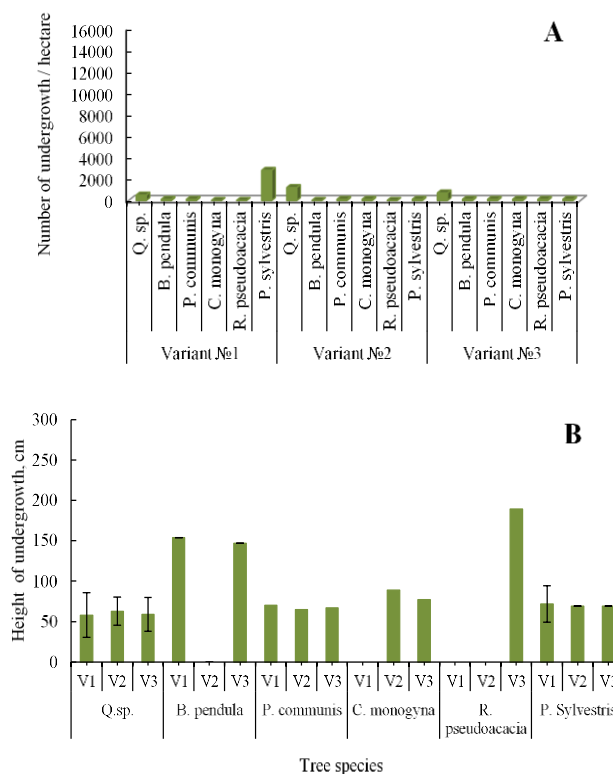 A
Number of undergrowth / hectare
16000
14000
12000
10000
8000
6000
4000
2000
0
Q. sp.
B. pendula
P. communis
C. monogyna
R. pseudoacacia
P. sylvestris
Q. sp.
B. pendula
P. communis
C. monogyna
R. pseudoacacia
P. sylvestris
Q. sp.
B. pendula
P. communis
C. monogyna
R. pseudoacacia
P. sylvestris
Variant №1
Variant №2
Variant №3
B
Height of undergrowth, cm
300
250
200
150
100
50
0
V1 V2 V3 V1 V2 V3 V1 V2 V3 V1 V2 V3 V1 V2 V3 V1 V2 V3
Q.sp.
B. pendula
P. communis
C. monogyna
R.
pseudoacacia
P. Sylvestris
Tree species